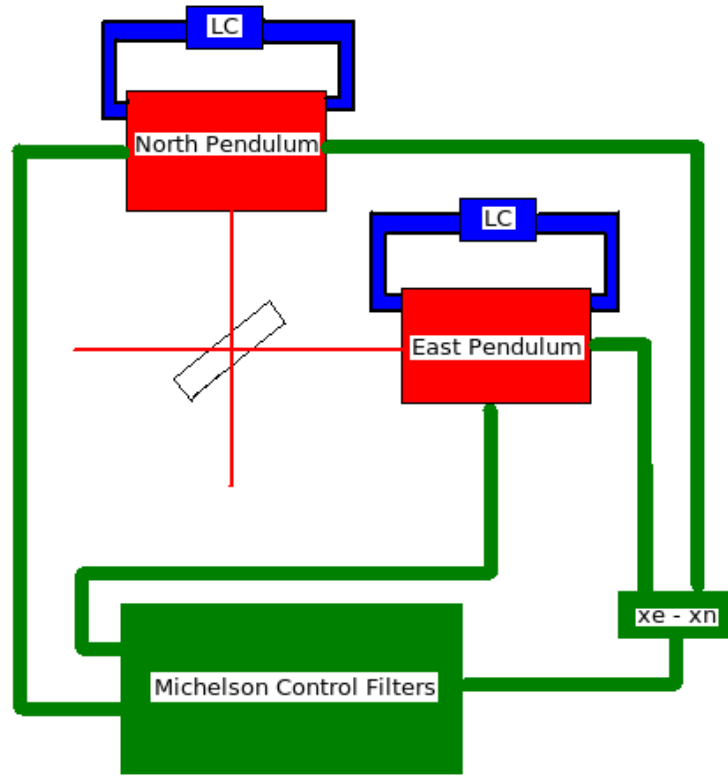 LC
North Pendulum
LC
East Pendulum
xe - xn
Michelson Control Filters